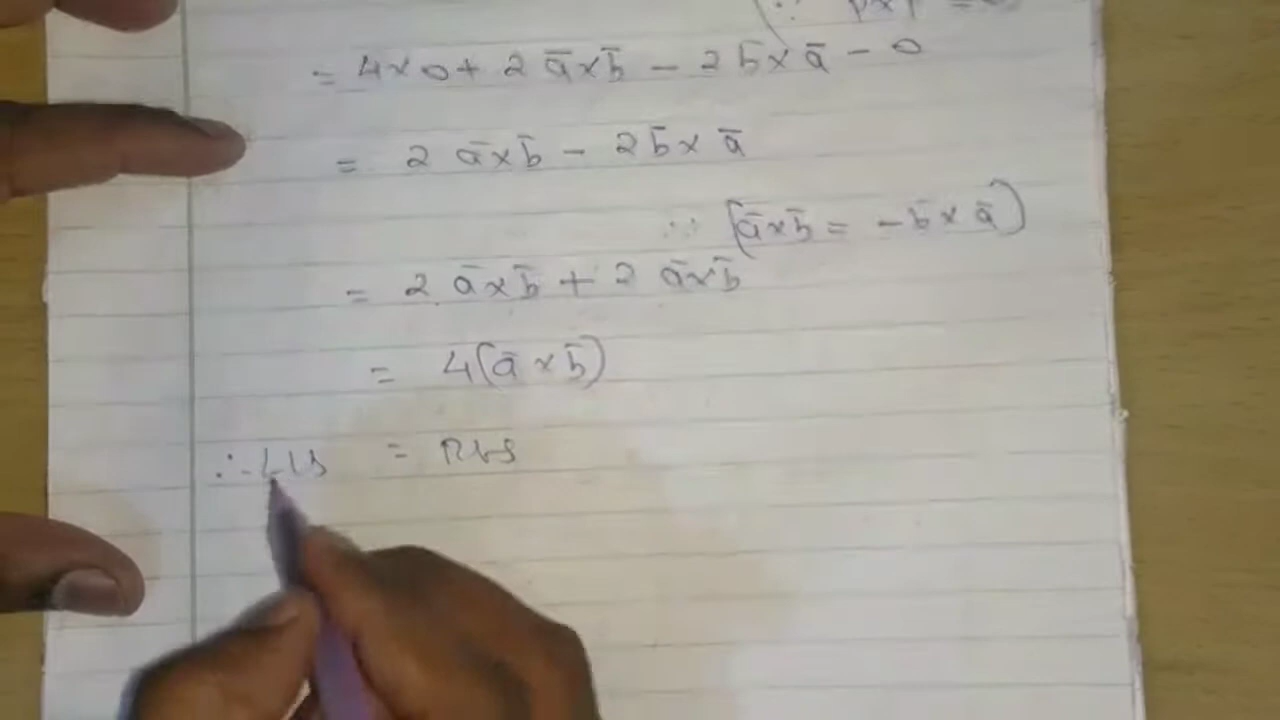 = 4×0+ 2 ā×b̄ − 2 b̄×ā − 0
= 2 ā×b̄ − 2 b̄×ā
∵ (ā×b̄ = −b̄×ā)
= 2 ā×b̄ + 2 ā×b̄
= 4(ā×b̄)
∴ LHS = RHS